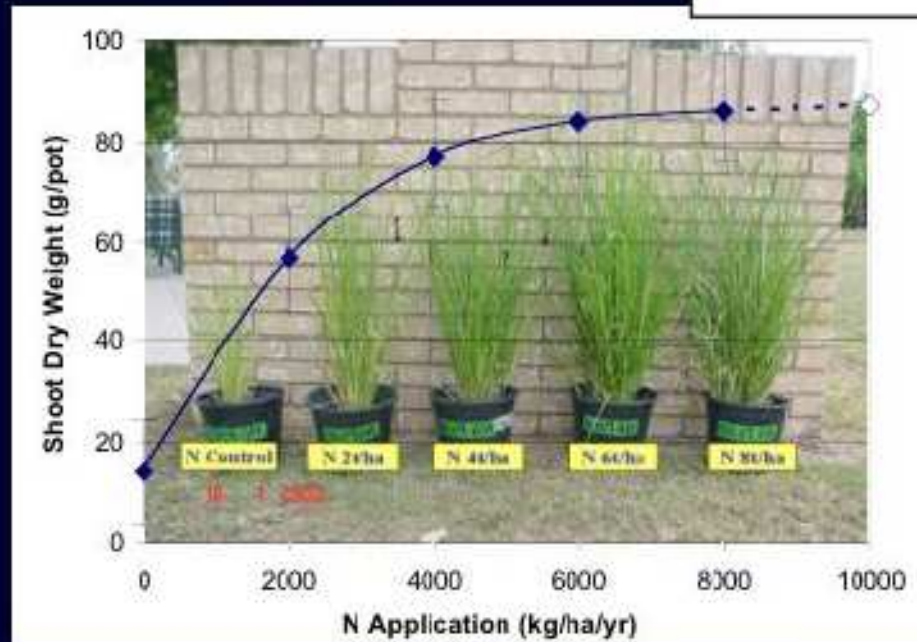 100
80
60
40
20
0
Shoot Dry Weight (g/pot)
N Control
N 2t/ha
N 4t/ha
N 6t/ha
N 8t/ha
0
2000
4000
6000
8000
10000
N Application (kg/ha/yr)